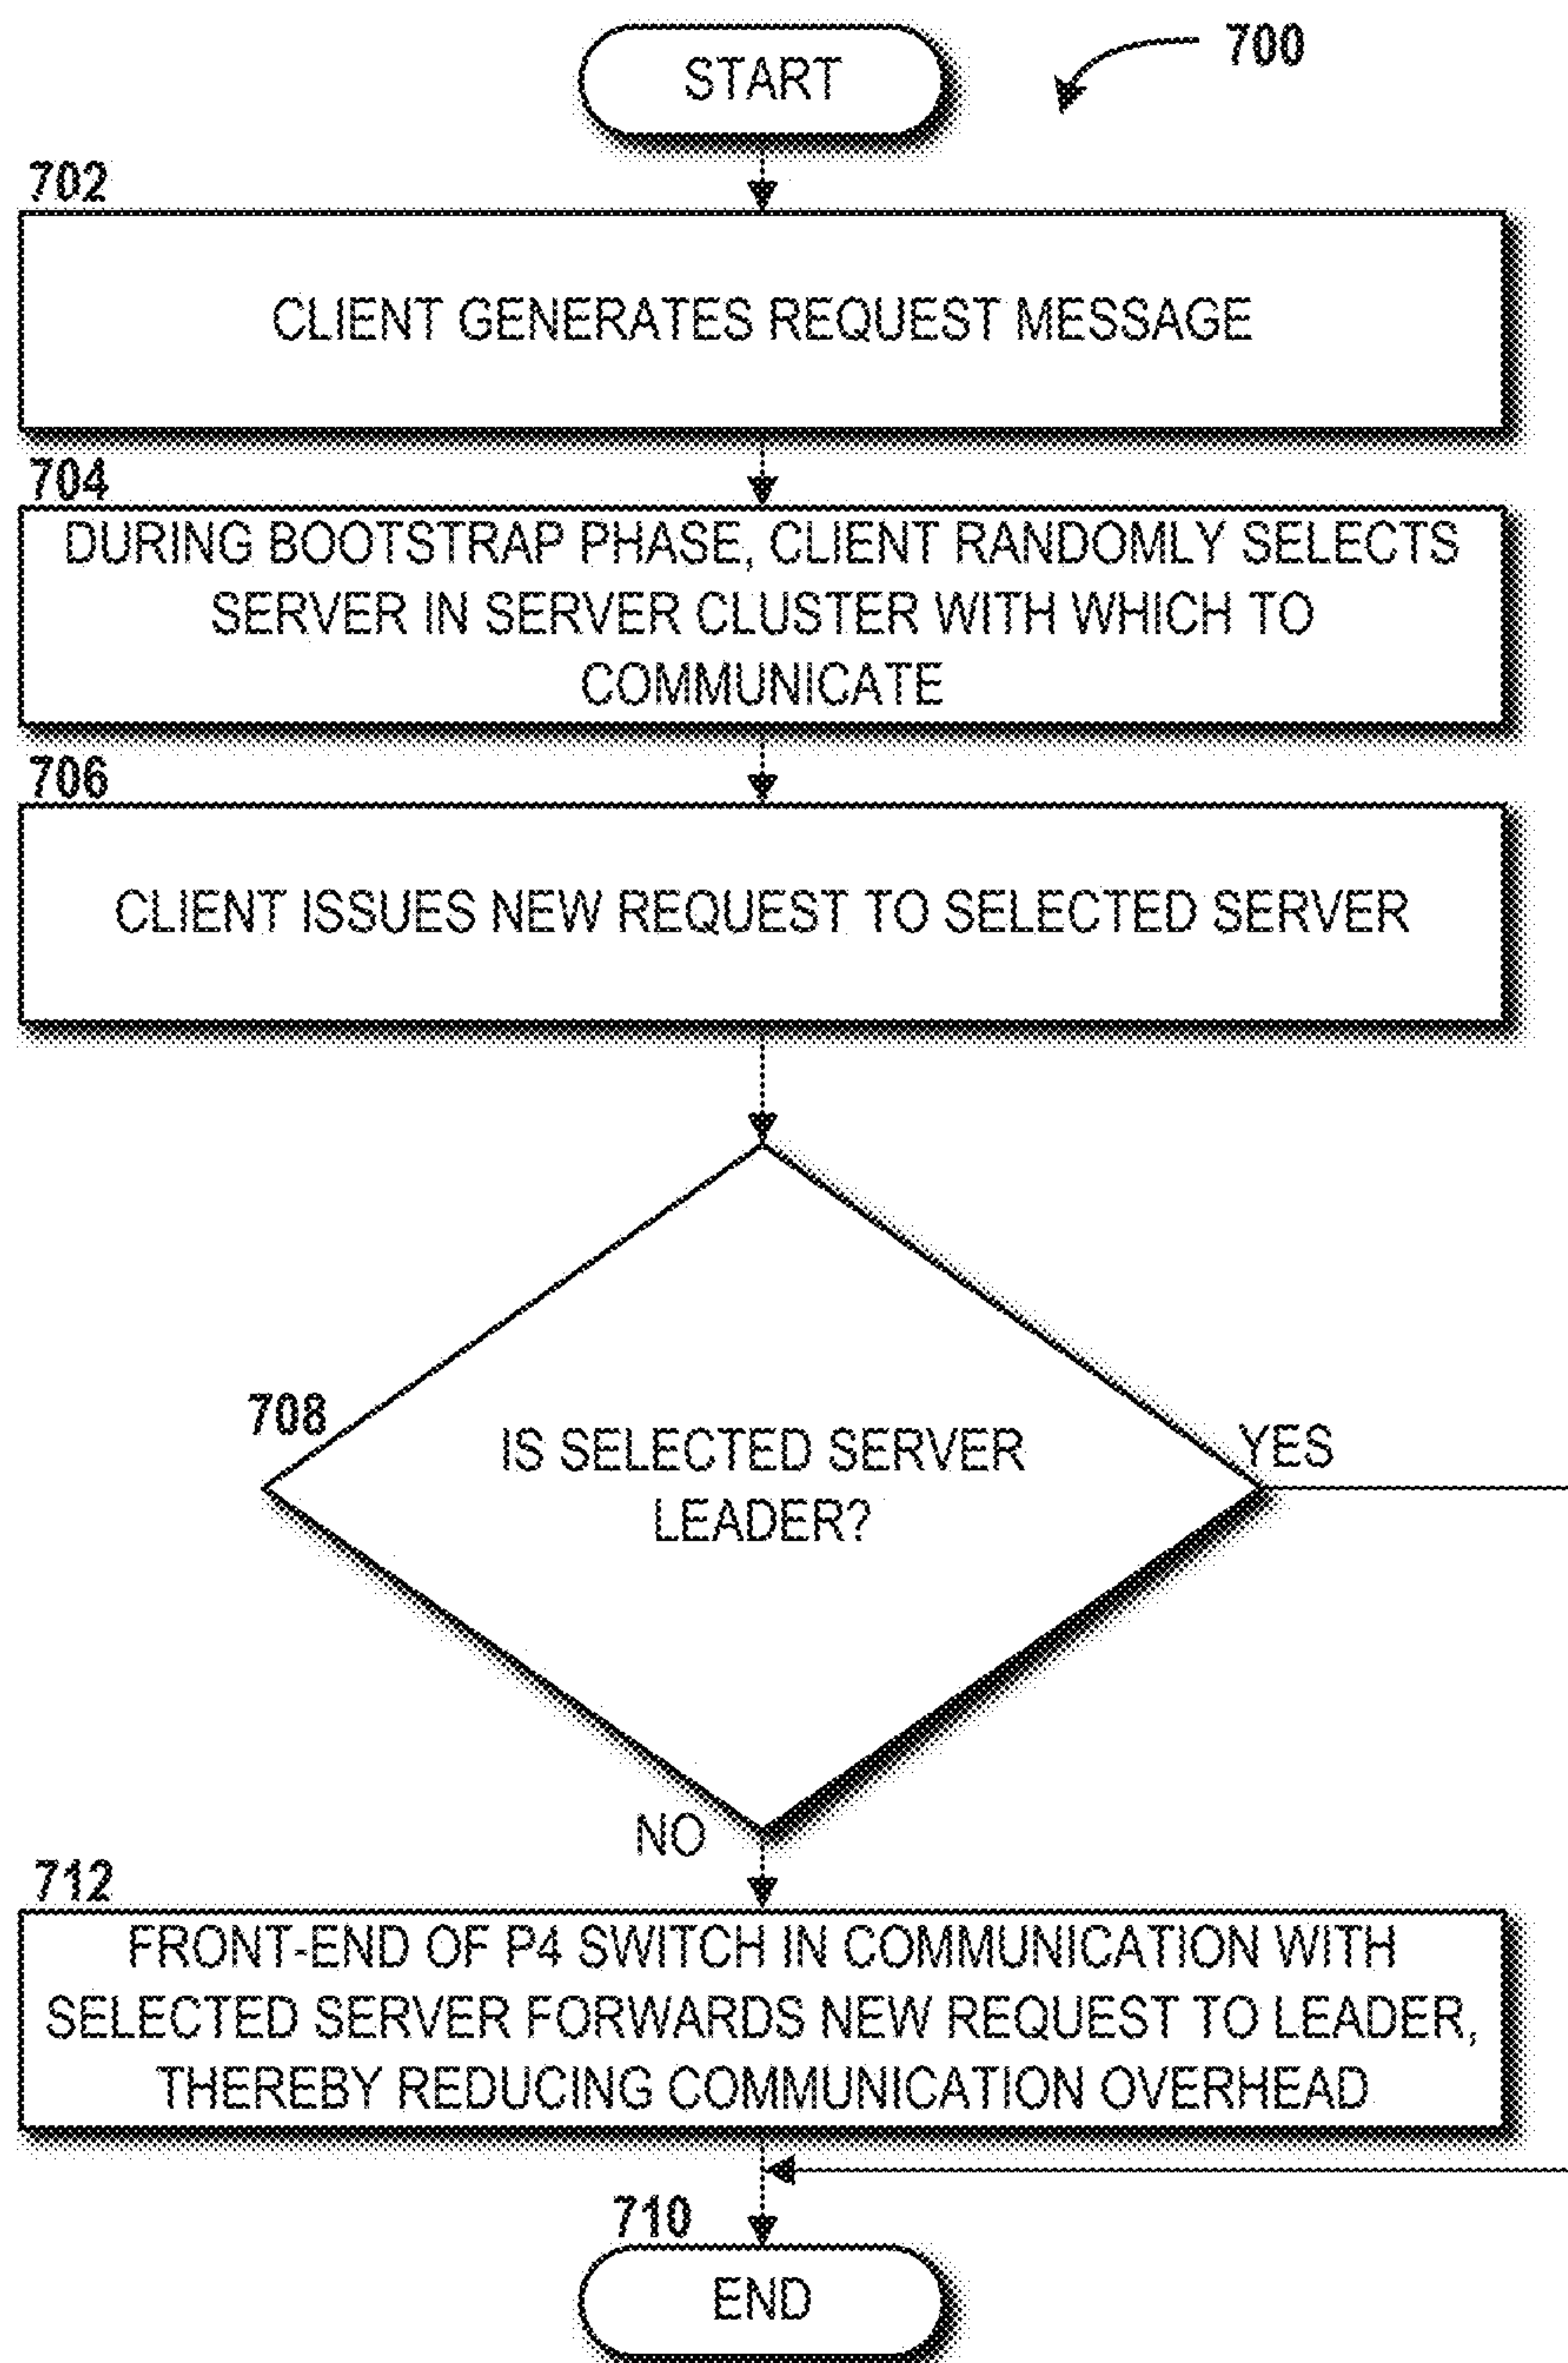 START
700
702
CLIENT GENERATES REQUEST MESSAGE
704
DURING BOOTSTRAP PHASE, CLIENT RANDOMLY SELECTS
SERVER IN SERVER CLUSTER WITH WHICH TO
COMMUNICATE
706
CLIENT ISSUES NEW REQUEST TO SELECTED SERVER
708
IS SELECTED SERVER
LEADER?
YES
NO
712
FRONT-END OF P4 SWITCH IN COMMUNICATION WITH
SELECTED SERVER FORWARDS NEW REQUEST TO LEADER,
THEREBY REDUCING COMMUNICATION OVERHEAD
710
END